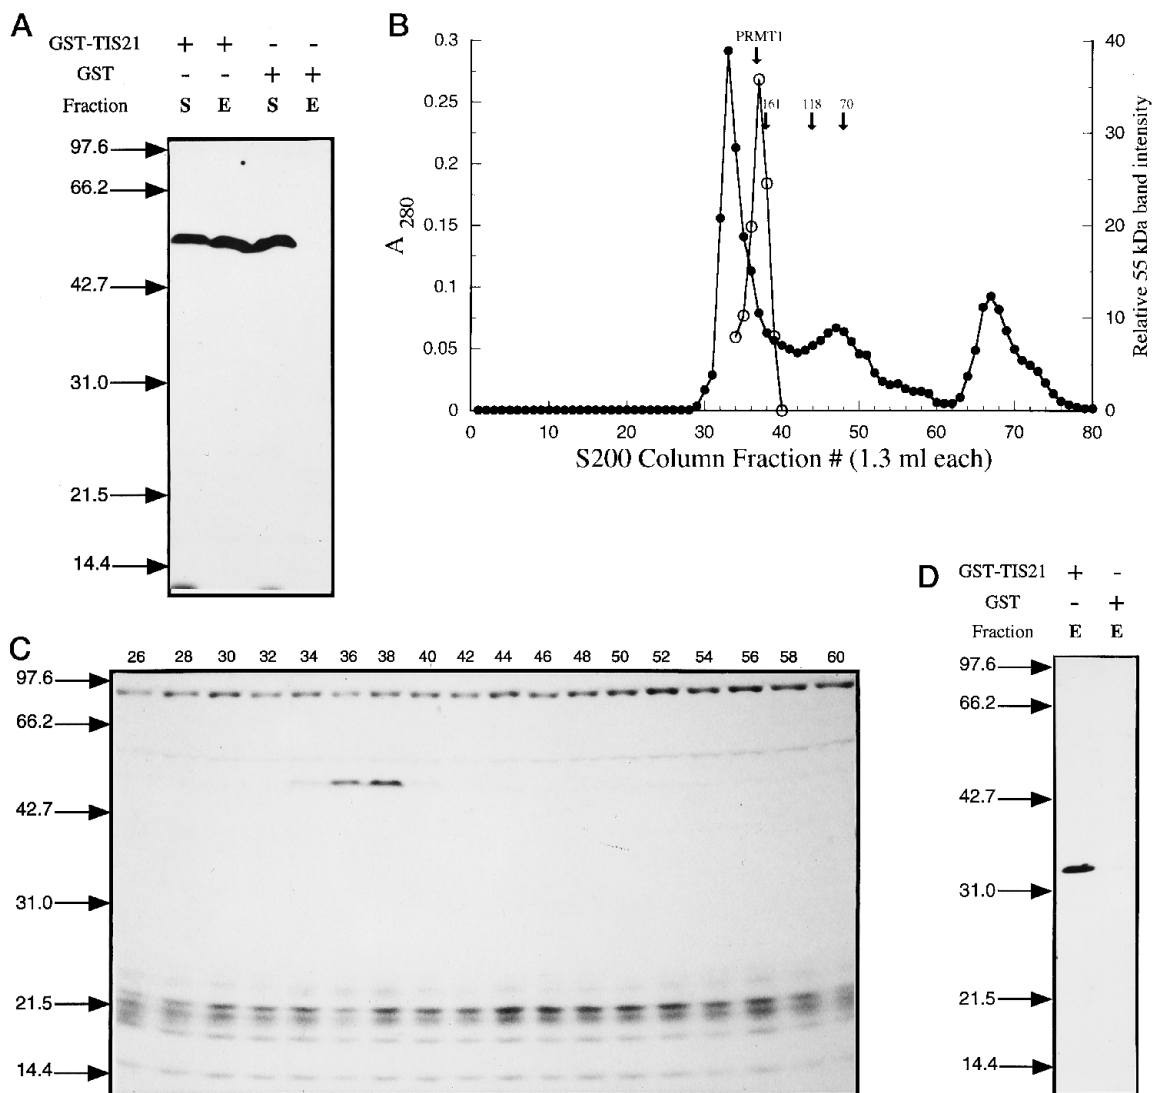 A
GST-TIS21 + + - -
GST - - + +
Fraction S E S E
97.6
66.2
42.7
31.0
21.5
14.4
B
PRMT1
161 118 70
0.3
0.25
0.2
0.15
0.1
0.05
0
A 280
40
30
20
10
0
Relative 55 kDa band intensity
0 10 20 30 40 50 60 70 80
S200 Column Fraction # (1.3 ml each)
C
26 28 30 32 34 36 38 40 42 44 46 48 50 52 54 56 58 60
97.6
66.2
42.7
31.0
21.5
14.4
D
GST-TIS21 + -
GST - +
Fraction E E
97.6
66.2
42.7
31.0
21.5
14.4